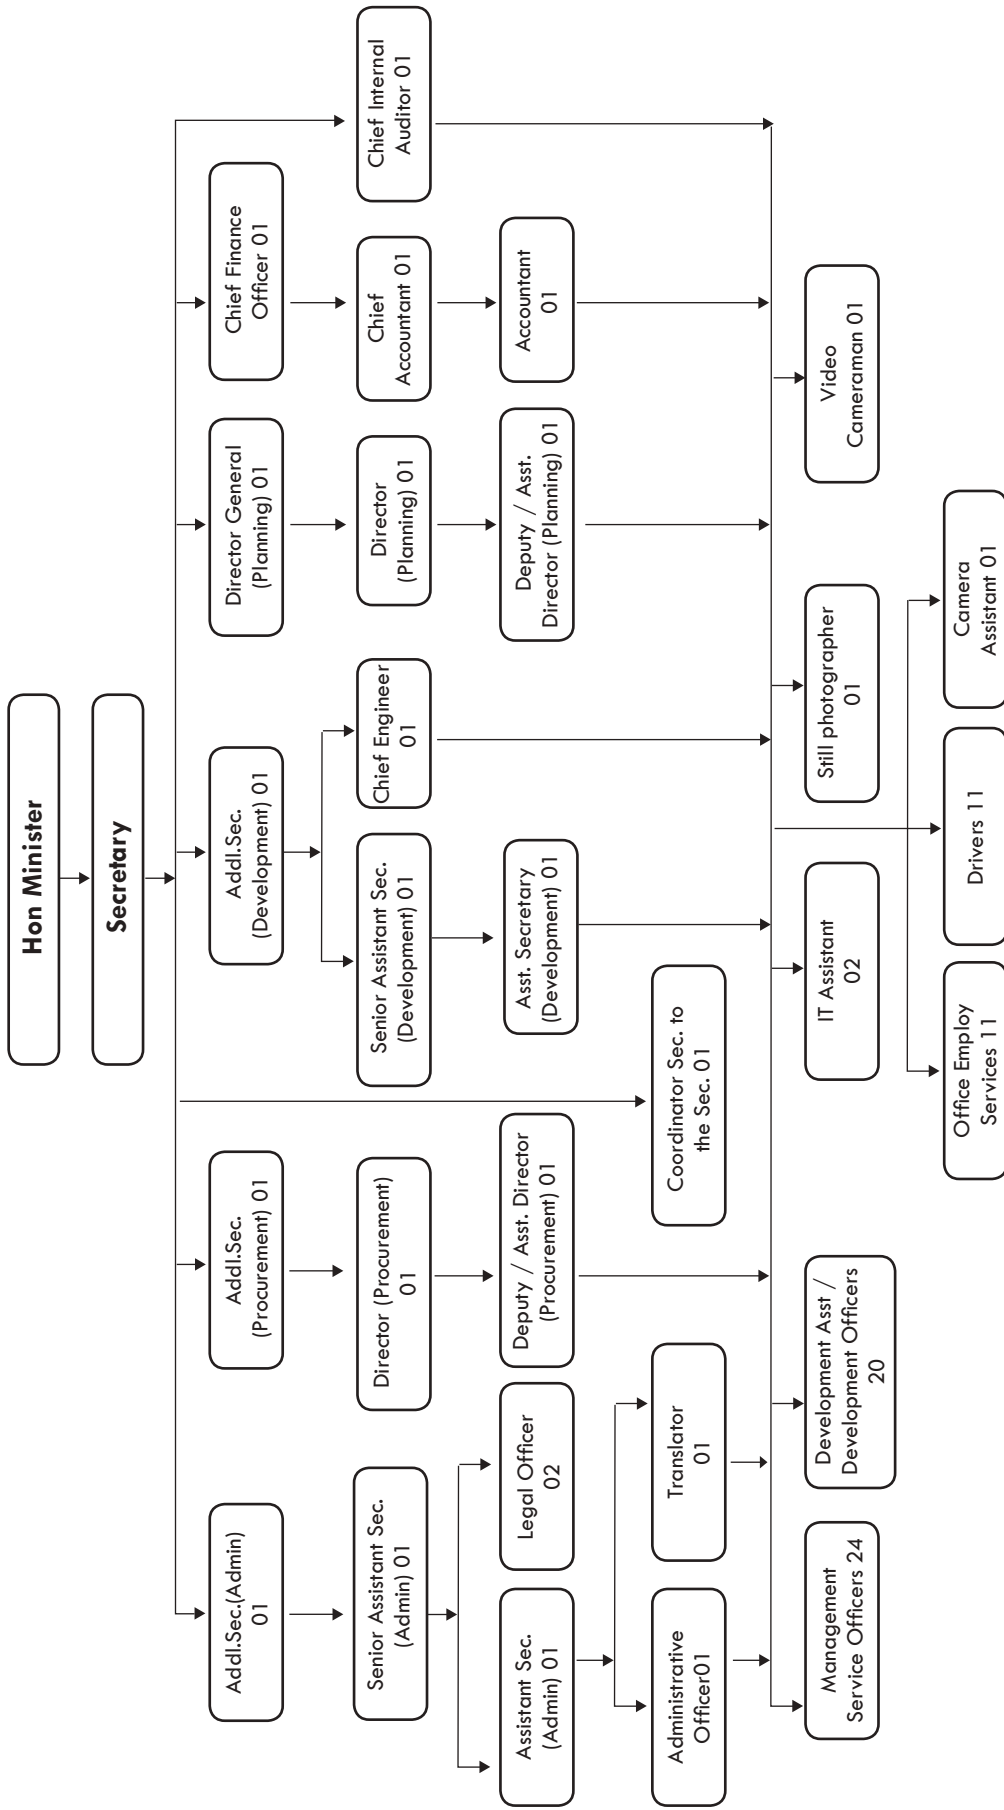 Hon Minister
Secretary
Addl.Sec.(Admin)
01
Addl.Sec.
(Procurement) 01
Addl.Sec.
(Development) 01
Director General
(Planning) 01
Chief Finance
Officer 01
Senior Assistant Sec.
(Admin) 01
Director (Procurement)
01
Senior Assistant Sec.
(Development) 01
Chief Engineer
01
Director
(Planning) 01
Chief
Accountant 01
Chief Internal
Auditor 01
Assistant Sec.
(Admin) 01
Legal Officer
02
Deputy / Asst. Director
(Procurement) 01
Asst. Secretary
(Development) 01
Deputy / Asst.
Director (Planning) 01
Accountant
01
Administrative
Officer01
Translator
01
Coordinator Sec. to
the Sec. 01
Management
Service Officers 24
Development Asst /
Development Officers
20
IT Assistant
02
Still photographer
01
Video
Cameraman 01
Office Employ
Services 11
Drivers 11
Camera
Assistant 01